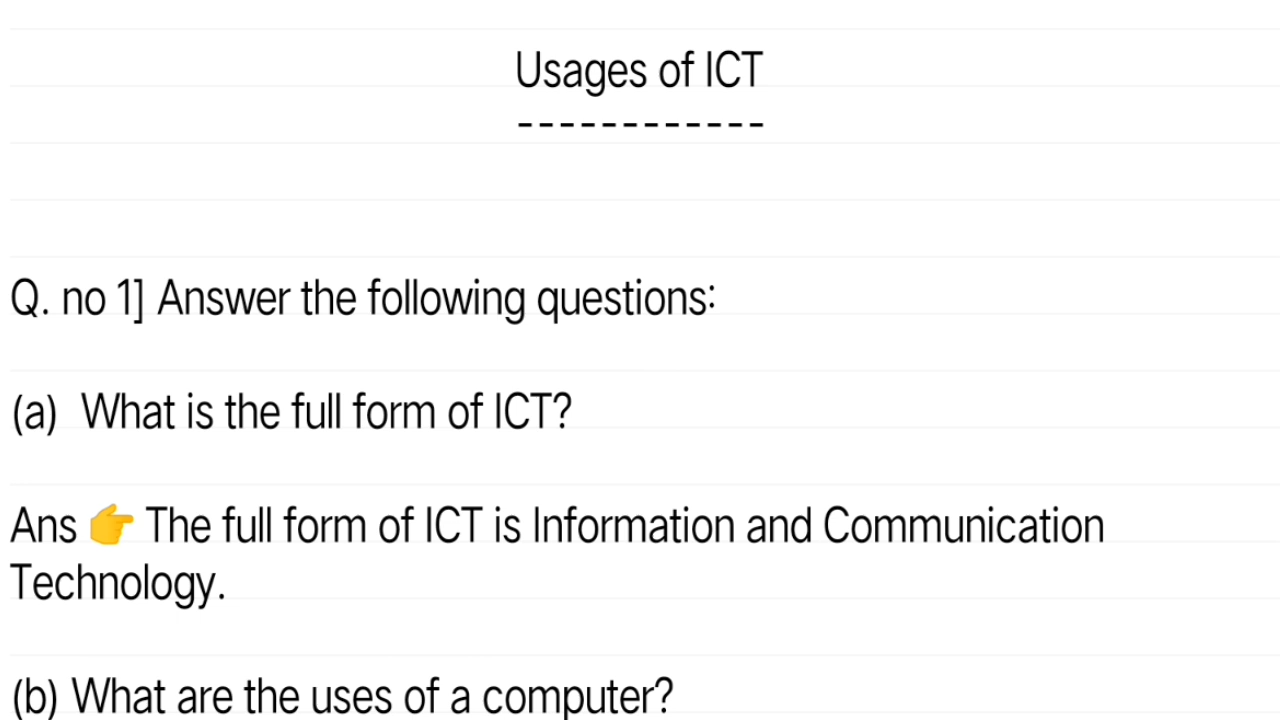 Usages of ICT
------------
Q. no 1] Answer the following questions:
(a) What is the full form of ICT?
Ans 👉 The full form of ICT is Information and Communication
Technology.
(b) What are the uses of a computer?